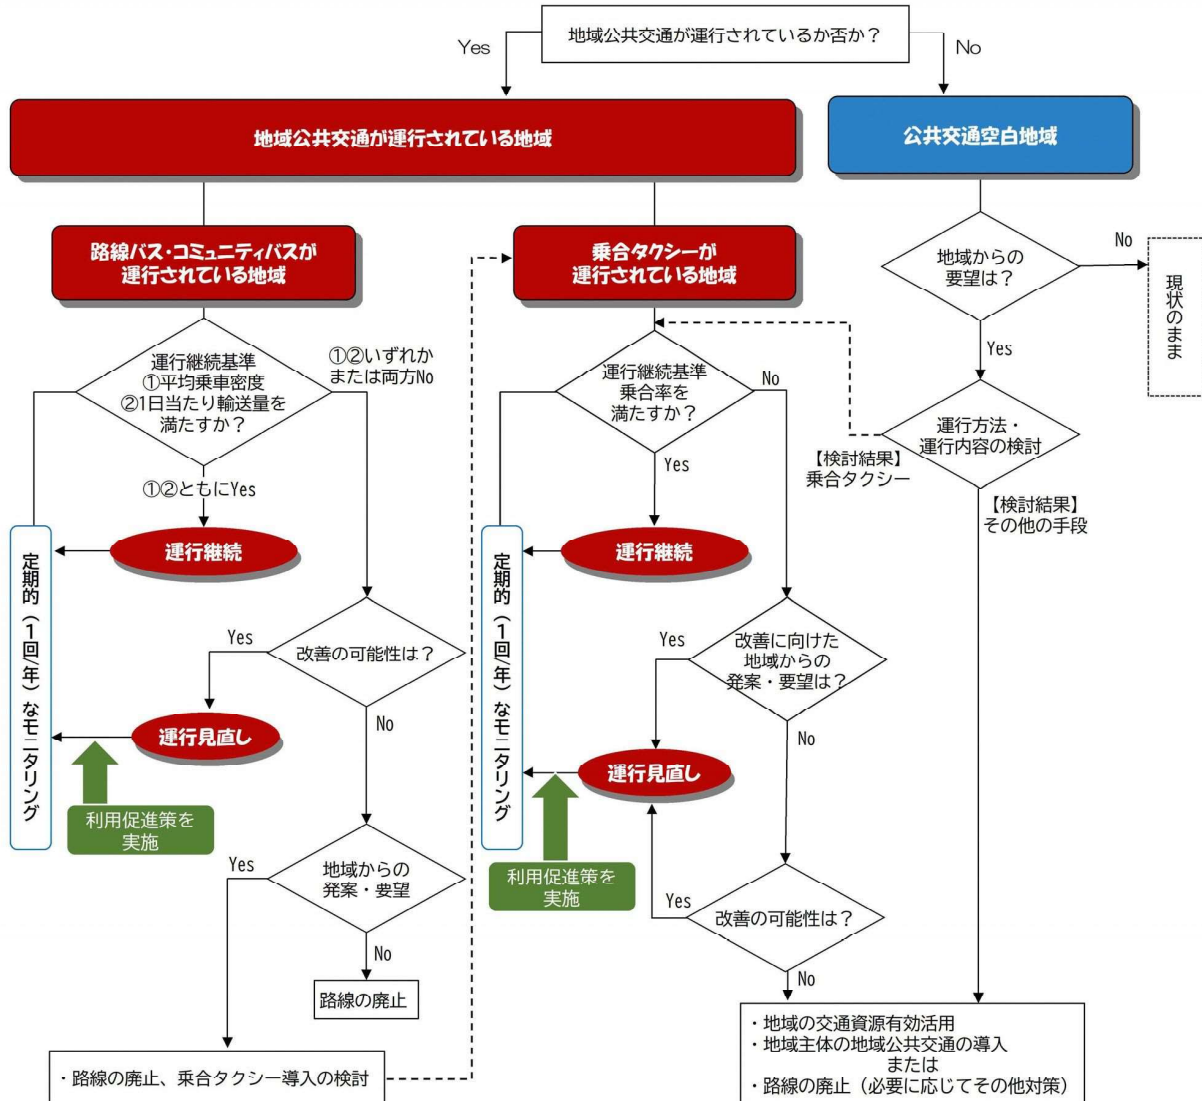 地域公共交通が運行されているか否か？
Yes
No
地域公共交通が運行されている地域
公共交通空白地域
路線バス・コミュニティバスが
運行されている地域
乗合タクシーが
運行されている地域
地域からの
要望は？
No
現状のまま
Yes
運行継続基準
①平均乗車密度
②1日当たり輸送量を
満たすか？
①②いずれか
または両方No
運行継続基準
乗合率を
満たすか？
No
運行方法・
運行内容の検討
【検討結果】
乗合タクシー
【検討結果】
その他の手段
①②ともにYes
Yes
運行継続
運行継続
定期的（1回/年）なモニタリング
定期的（1回/年）なモニタリング
Yes
改善の可能性は？
No
Yes
改善に向けた
地域からの
発案・要望は？
No
運行見直し
運行見直し
利用促進策を
実施
利用促進策を
実施
Yes
地域からの
発案・要望
No
Yes
改善の可能性は？
No
路線の廃止
・路線の廃止、乗合タクシー導入の検討
・地域の交通資源有効活用
・地域主体の地域公共交通の導入
または
・路線の廃止（必要に応じてその他対策）